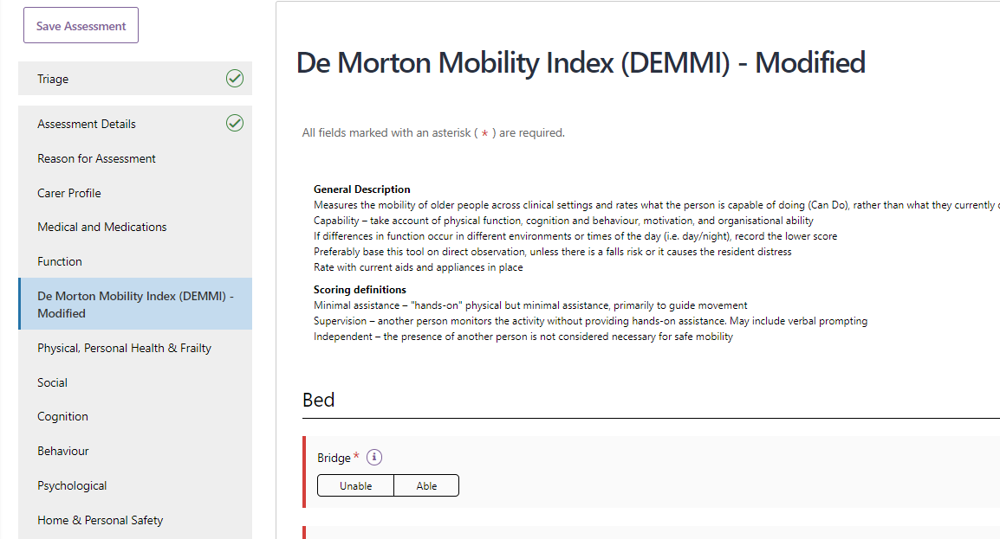 Save Assessment
Triage
Assessment Details
Reason for Assessment
Carer Profile
Medical and Medications
Function
De Morton Mobility Index (DEMMI) -
Modified
Physical, Personal Health & Frailty
Social
Cognition
Behaviour
Psychological
Home & Personal Safety
De Morton Mobility Index (DEMMI) - Modified
All fields marked with an asterisk ( * ) are required.
General Description
Measures the mobility of older people across clinical settings and rates what the person is capable of doing (Can Do), rather than what they currently
Capability – take account of physical function, cognition and behaviour, motivation, and organisational ability
If differences in function occur in different environments or times of the day (i.e. day/night), record the lower score
Preferably base this tool on direct observation, unless there is a falls risk or it causes the resident distress
Rate with current aids and appliances in place
Scoring definitions
Minimal assistance – "hands-on" physical but minimal assistance, primarily to guide movement
Supervision – another person monitors the activity without providing hands-on assistance. May include verbal prompting
Independent – the presence of another person is not considered necessary for safe mobility
Bed
Bridge *
Unable
Able